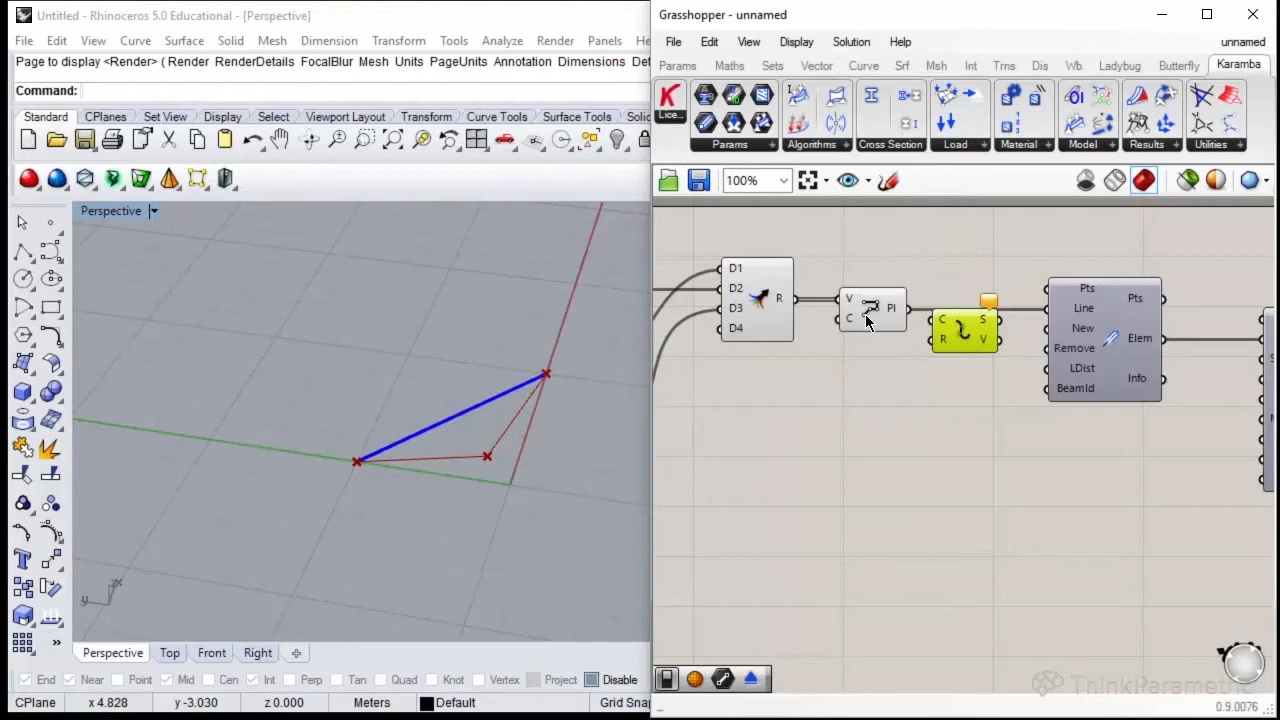 Untitled - Rhinoceros 5.0 Educational - [Perspective]
File Edit View Curve Surface Solid Mesh Dimension Transform Tools Analyze Render Panels
Page to display <Render> ( Render RenderDetails FocalBlur Mesh Units PageUnits Annotation Dimensions
Command:
Standard CPlanes Set View Display Select Viewport Layout Transform Curve Tools Surface Tools
Perspective
y x
Perspective Top Front Right
End Near Point Mid Cen Int Perp Tan Quad Knot Vertex Project Disable
CPlane x 4.828 y -3.030 z 0.000 Meters Default Grid Snap
Grasshopper - unnamed
File Edit View Display Solution Help unnamed
Params Maths Sets Vector Curve Srf Msh Int Trns Dis Wb Ladybug Butterfly Karamba
Lice...
Params Algorithms Cross Section Load Material Model Results Utilities
100%
D1
D2
D3
D4
R
V
C
Pl
C
R
S
V
Pts
Line
New
Remove
LDist
BeamId
Pts
Elem
Info
ThinkParametric
0.9.0076